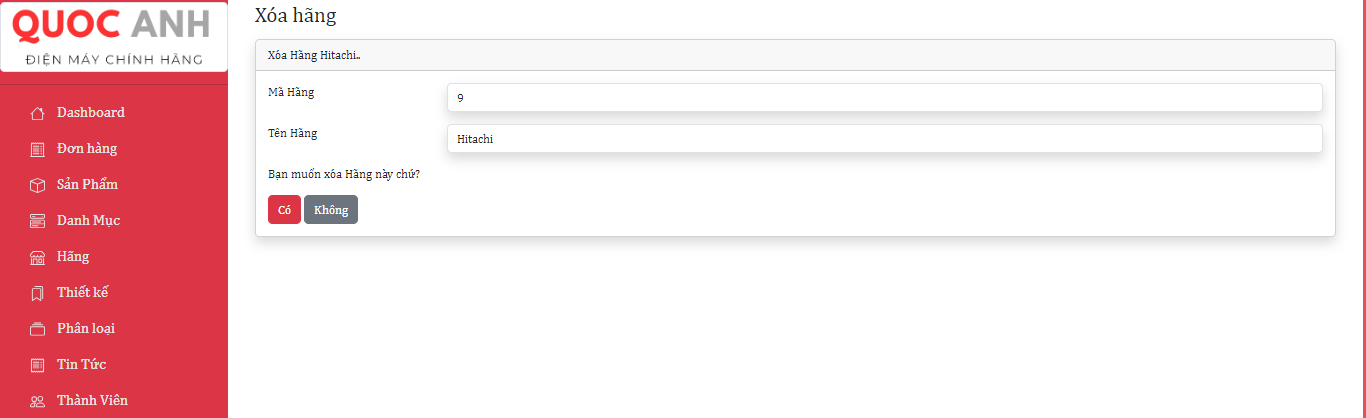 QUOC ANH
ĐIỆN MÁY CHÍNH HÃNG
Dashboard
Đơn hàng
Sản Phẩm
Danh Mục
Hãng
Thiết kế
Phân loại
Tin Tức
Thành Viên
Xóa hãng
Xóa Hãng Hitachi..
Mã Hãng
9
Tên Hãng
Hitachi
Bạn muốn xóa Hãng này chứ?
Có
Không